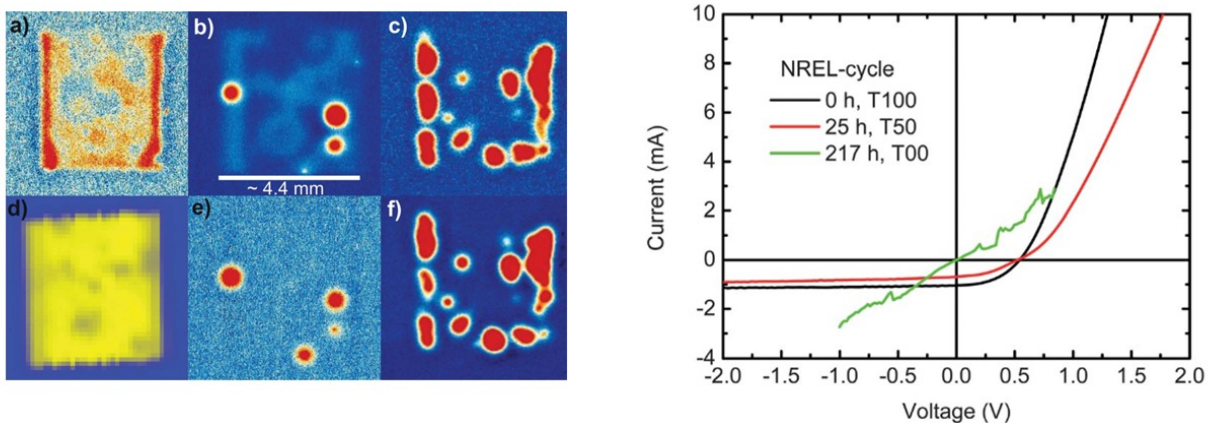 a)
b)
c)
~ 4.4 mm
d)
e)
f)
10
8
6
4
2
0
-2
-4
Current (mA)
NREL-cycle
0 h, T100
25 h, T50
217 h, T00
-2.0 -1.5 -1.0 -0.5 0.0 0.5 1.0 1.5 2.0
Voltage (V)